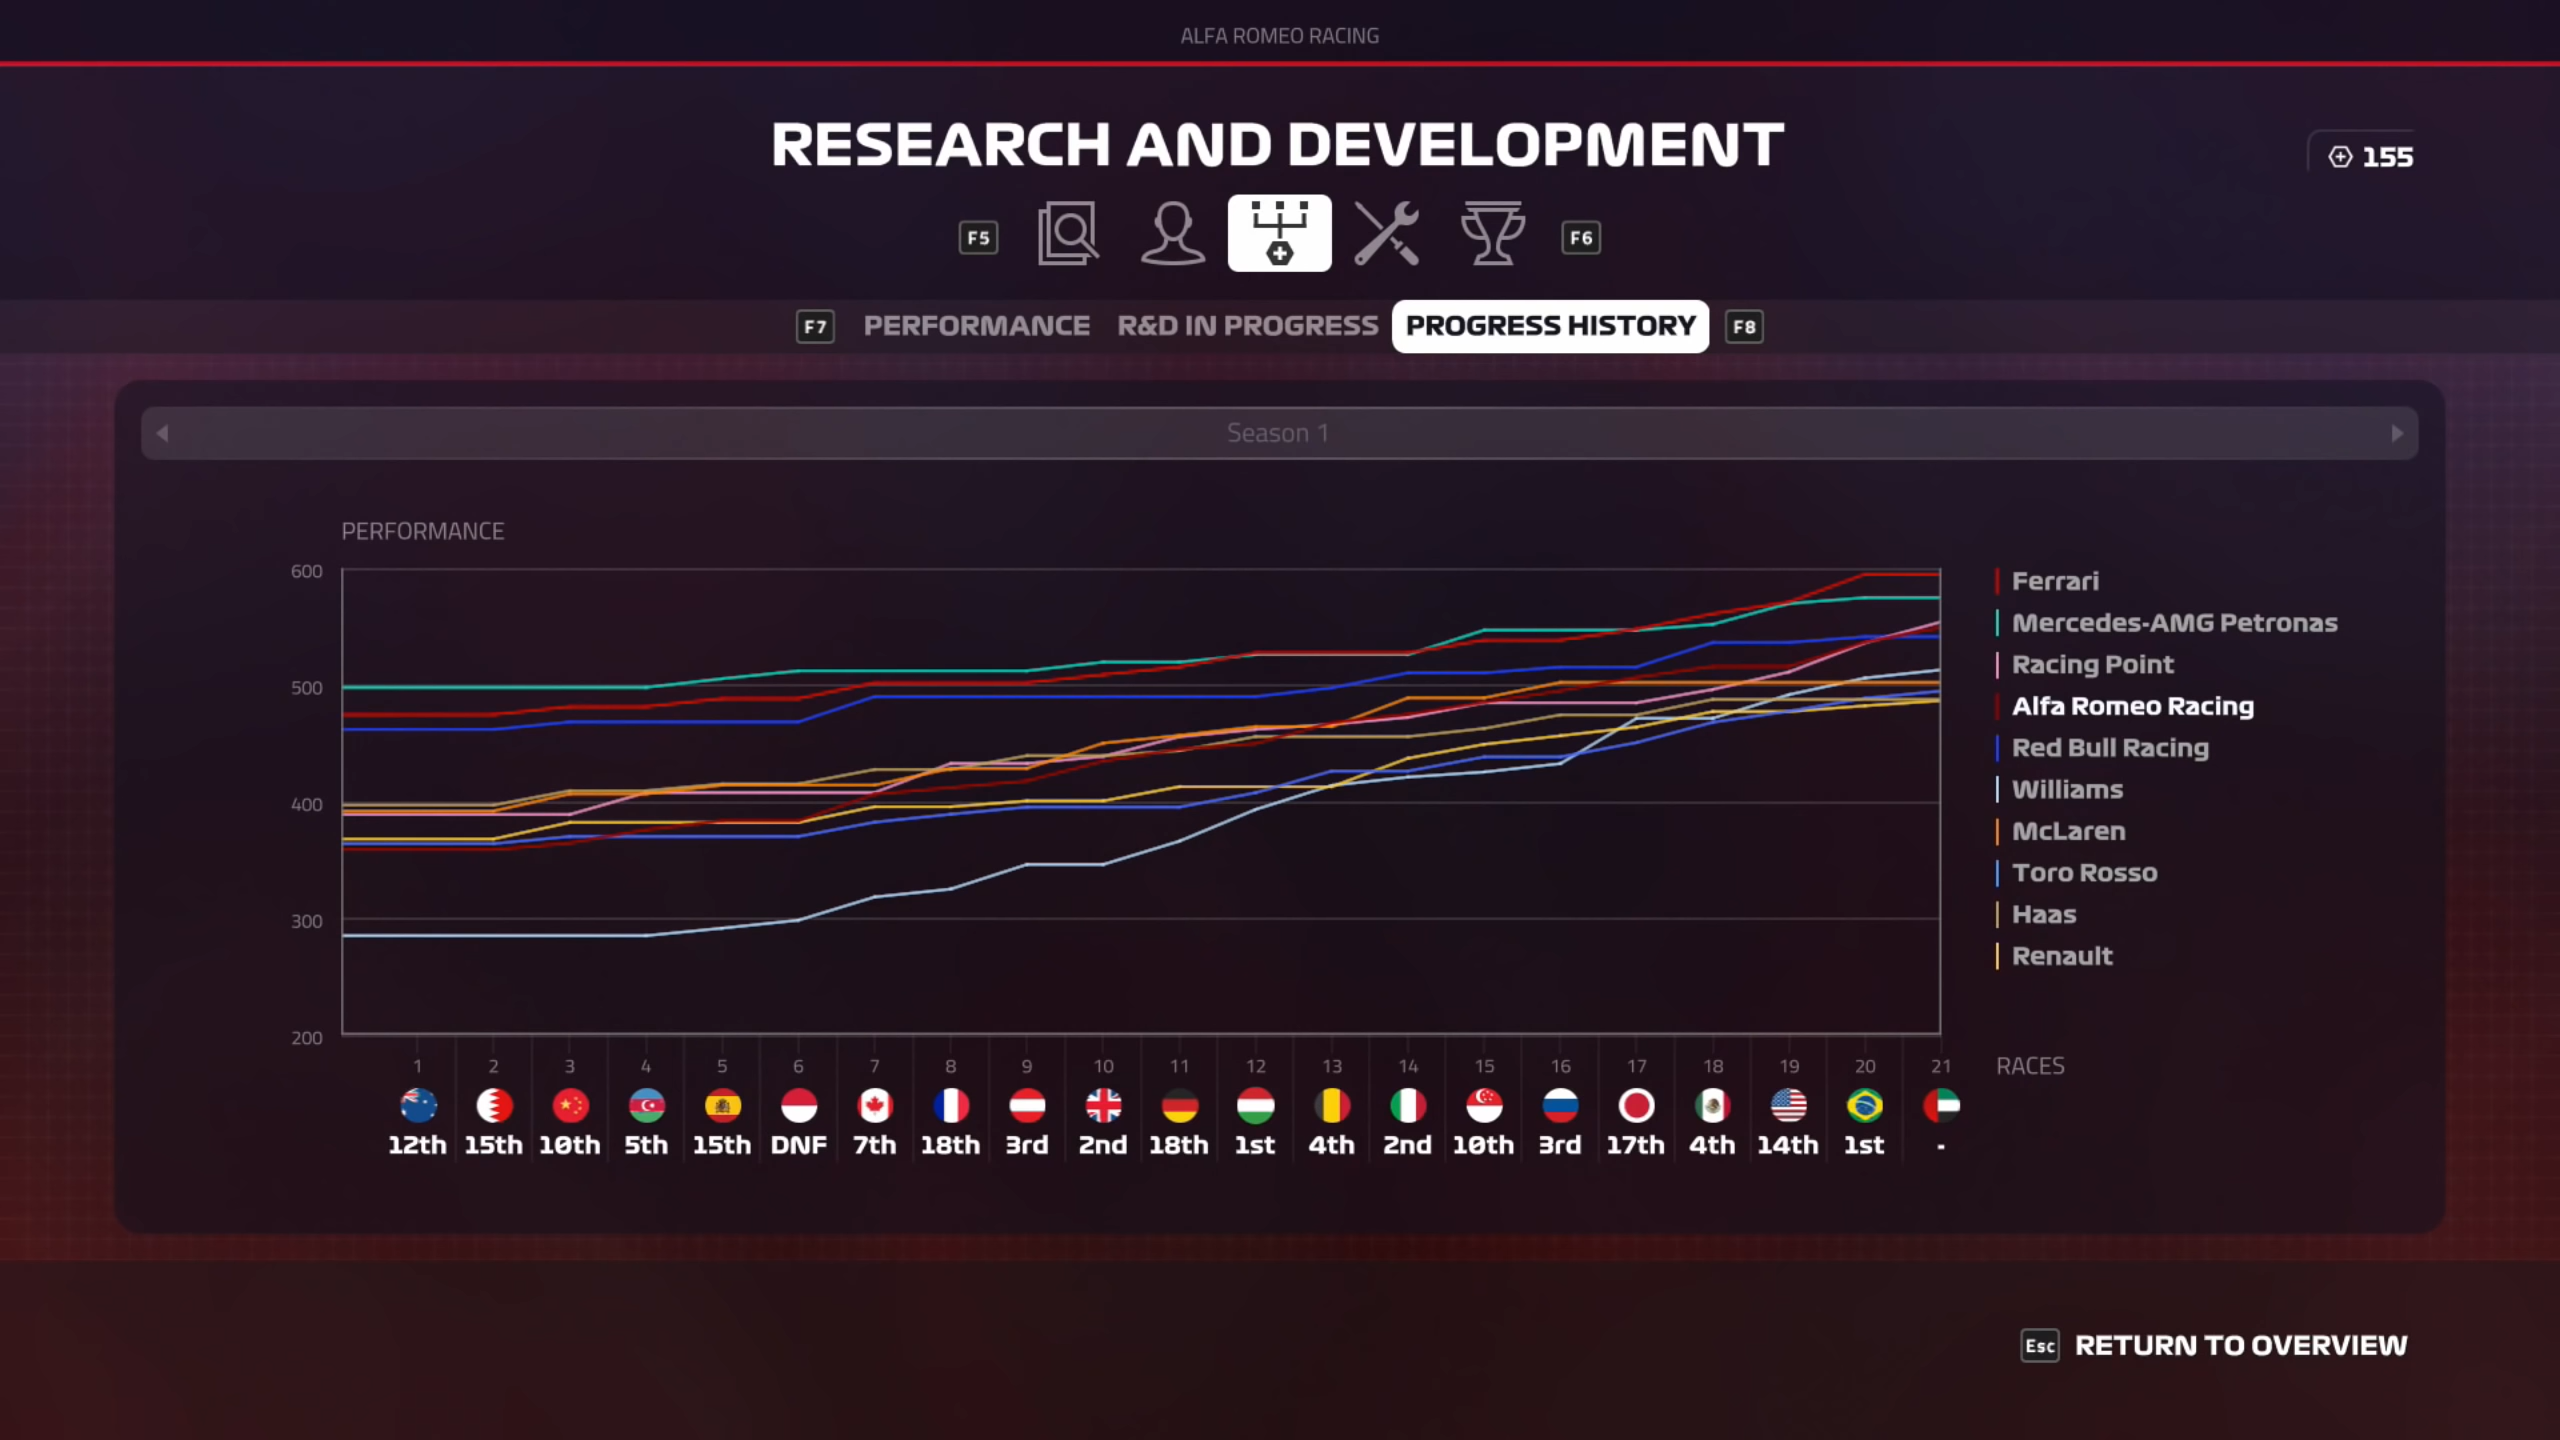 ALFA ROMEO RACING
RESEARCH AND DEVELOPMENT
155
F5 F6
F7 PERFORMANCE R&D IN PROGRESS PROGRESS HISTORY F8
Season 1
PERFORMANCE
600
500
400
300
200
Ferrari
Mercedes-AMG Petronas
Racing Point
Alfa Romeo Racing
Red Bull Racing
Williams
McLaren
Toro Rosso
Haas
Renault
1 2 3 4 5 6 7 8 9 10 11 12 13 14 15 16 17 18 19 20 21 RACES
12th 15th 10th 5th 15th DNF 7th 18th 3rd 2nd 18th 1st 4th 2nd 10th 3rd 17th 4th 14th 1st -
Esc RETURN TO OVERVIEW